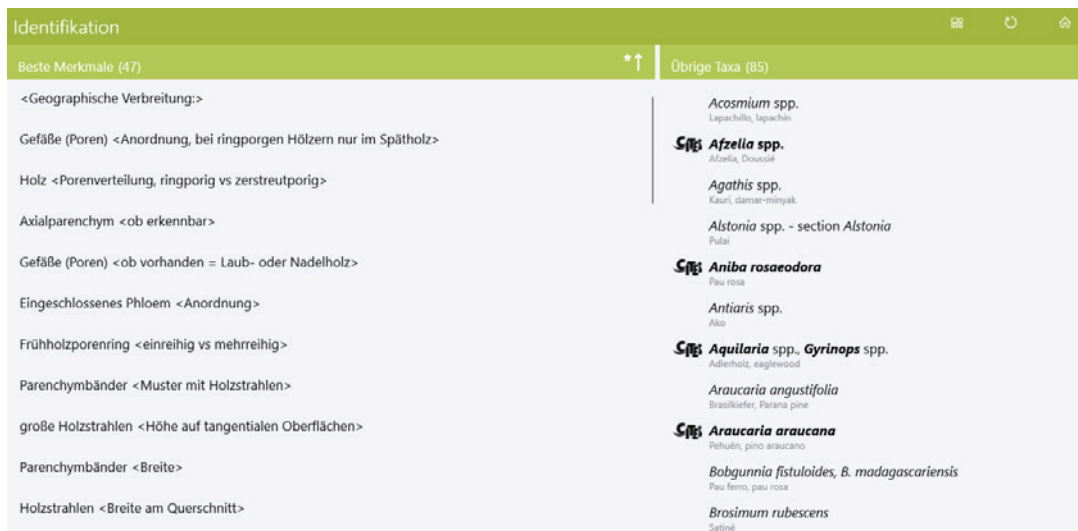 Identifikation
Beste Merkmale (47)
<Geographische Verbreitung:>
Gefäße (Poren) <Anordnung, bei ringporgen Hölzern nur im Spätholz>
Holz <Porenverteilung, ringporig vs zerstreutporig>
Axialparenchym <ob erkennbar>
Gefäße (Poren) <ob vorhanden = Laub- oder Nadelholz>
Eingeschlossenes Phloem <Anordnung>
Frühholzporenring <einreihig vs mehrreihig>
Parenchymbänder <Muster mit Holzstrahlen>
große Holzstrahlen <Höhe auf tangentialen Oberflächen>
Parenchymbänder <Breite>
Holzstrahlen <Breite am Querschnitt>
Übrige Taxa (85)
Acosmium spp.
Lapachillo, lapachín
CITES Afzelia spp.
Afzelia, Doussié
Agathis spp.
Kauri, damar-minyak
Alstonia spp. - section Alstonia
Pulai
CITES Aniba rosaeodora
Pau rosa
Antiaris spp.
Ako
CITES Aquilaria spp., Gyrinops spp.
Adlerholz, eaglewood
Araucaria angustifolia
Brasilkiefer, Parana pine
CITES Araucaria araucana
Pehuén, pino araucano
Bobgunnia fistuloides, B. madagascariensis
Pau ferro, pau rosa
Brosimum rubescens
Satiné